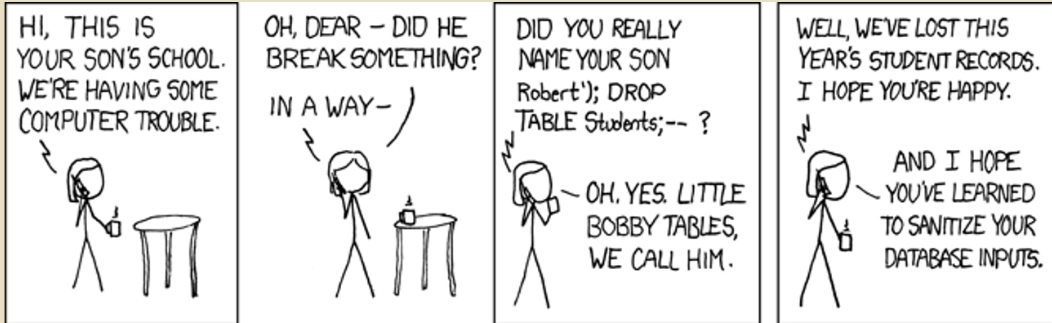 HI, THIS IS
YOUR SON'S SCHOOL.
WE'RE HAVING SOME
COMPUTER TROUBLE.
OH, DEAR – DID HE
BREAK SOMETHING?
IN A WAY–
DID YOU REALLY
NAME YOUR SON
Robert'); DROP
TABLE Students;-- ?
OH, YES. LITTLE
BOBBY TABLES,
WE CALL HIM.
WELL, WE'VE LOST THIS
YEAR'S STUDENT RECORDS.
I HOPE YOU'RE HAPPY.
AND I HOPE
YOU'VE LEARNED
TO SANITIZE YOUR
DATABASE INPUTS.